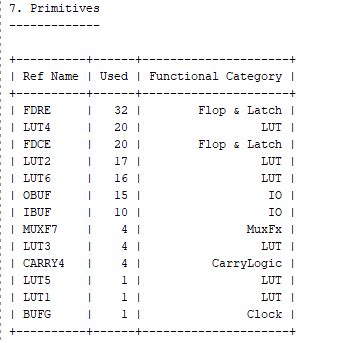 7. Primitives
-------------
+----------+------+---------------------+
| Ref Name | Used | Functional Category |
+----------+------+---------------------+
| FDRE     |   32 |        Flop & Latch |
| LUT4     |   20 |                 LUT |
| FDCE     |   20 |        Flop & Latch |
| LUT2     |   17 |                 LUT |
| LUT6     |   16 |                 LUT |
| OBUF     |   15 |                  IO |
| IBUF     |   10 |                  IO |
| MUXF7    |    4 |               MuxFx |
| LUT3     |    4 |                 LUT |
| CARRY4   |    4 |          CarryLogic |
| LUT5     |    1 |                 LUT |
| LUT1     |    1 |                 LUT |
| BUFG     |    1 |               Clock |
+----------+------+---------------------+